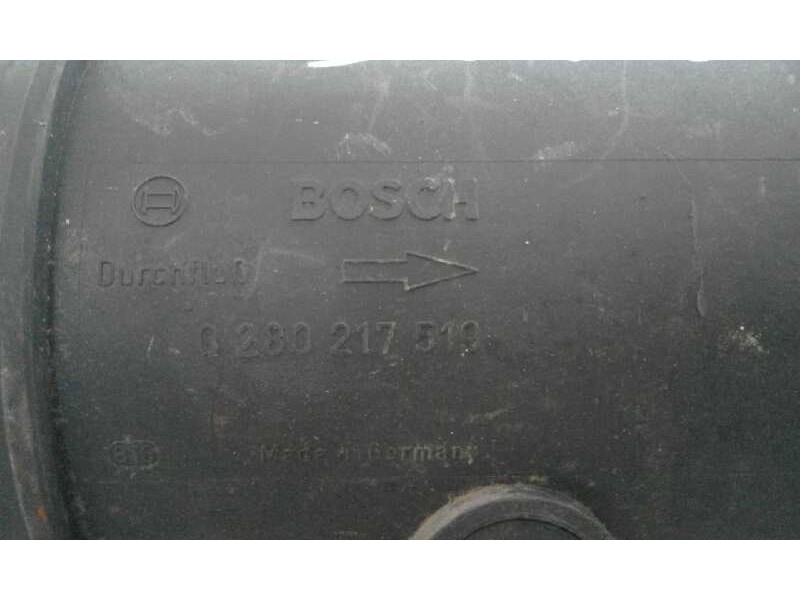 BOSCH
Durchfluß
0 280 217 519
Made in Germany